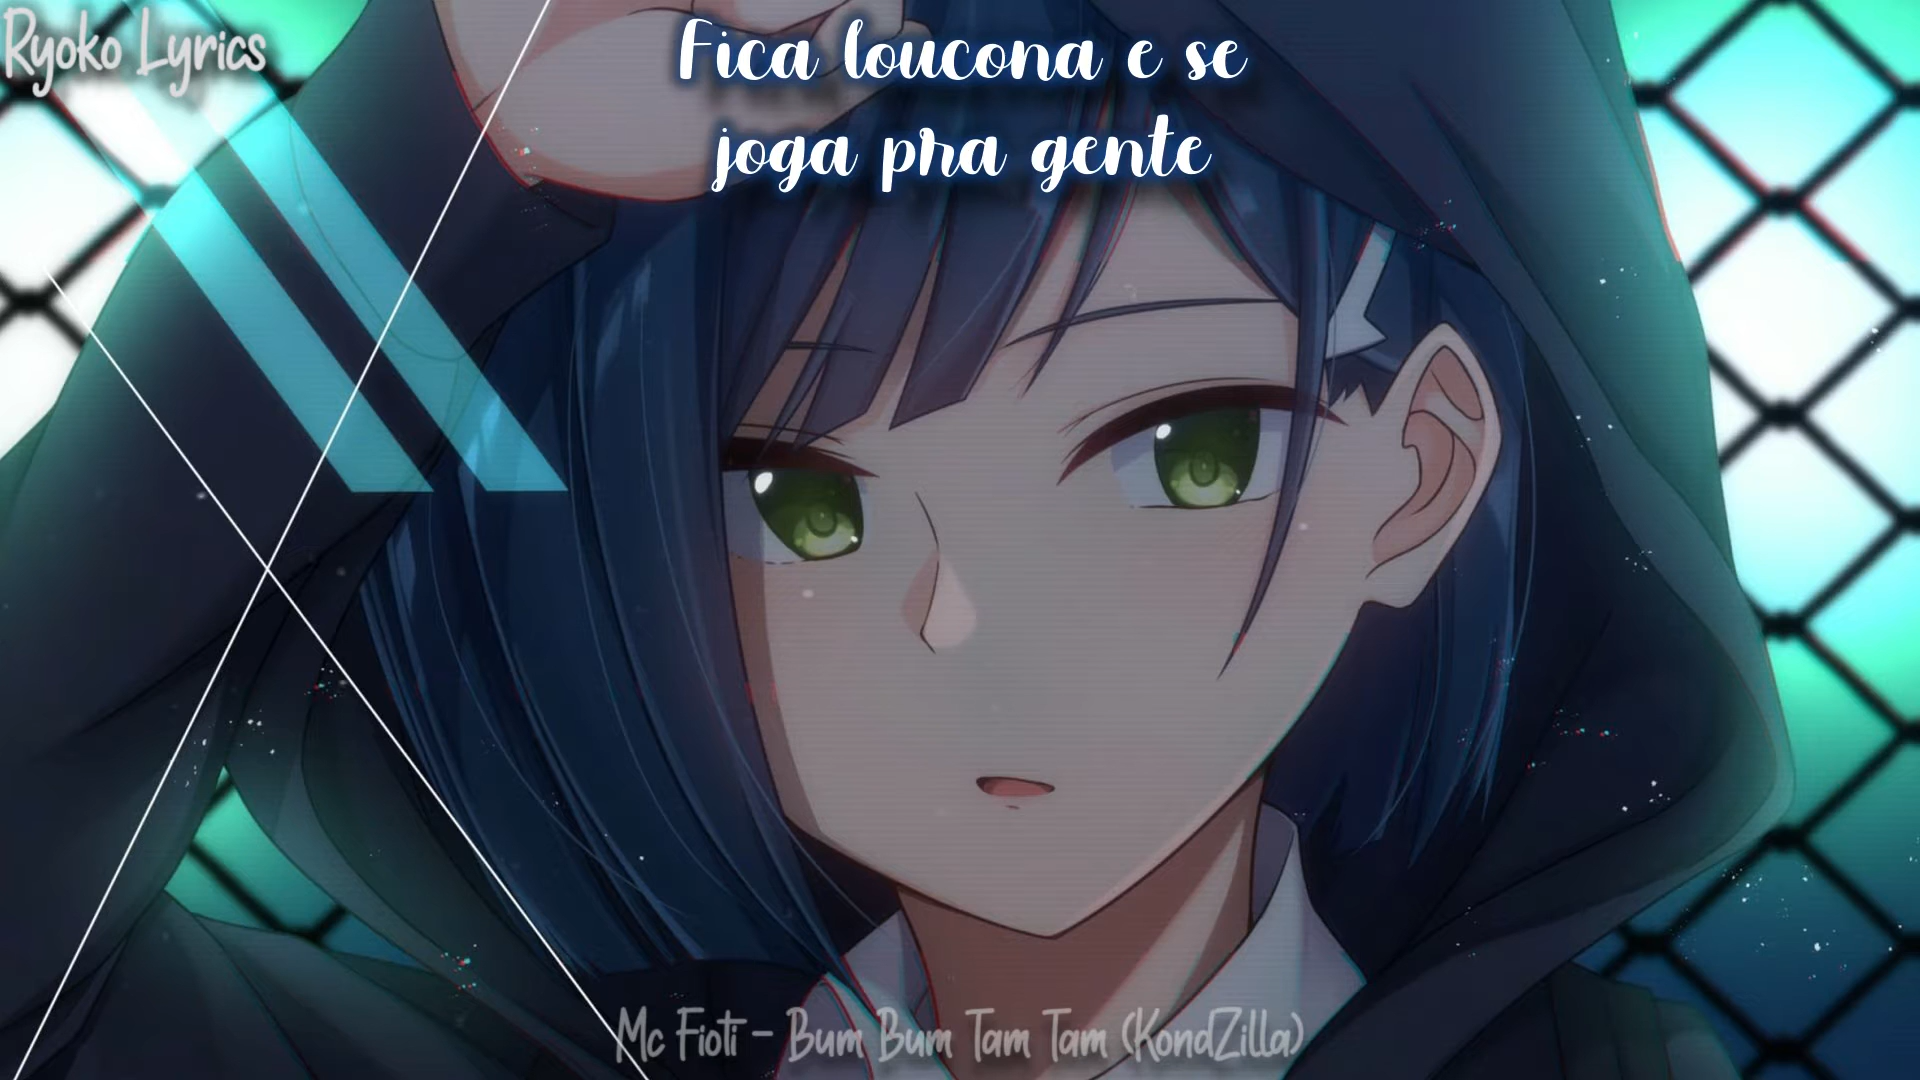 Ryoko Lyrics
Fica loucona e se
joga pra gente
Mc Fioti - Bum Bum Tam Tam (KondZilla)